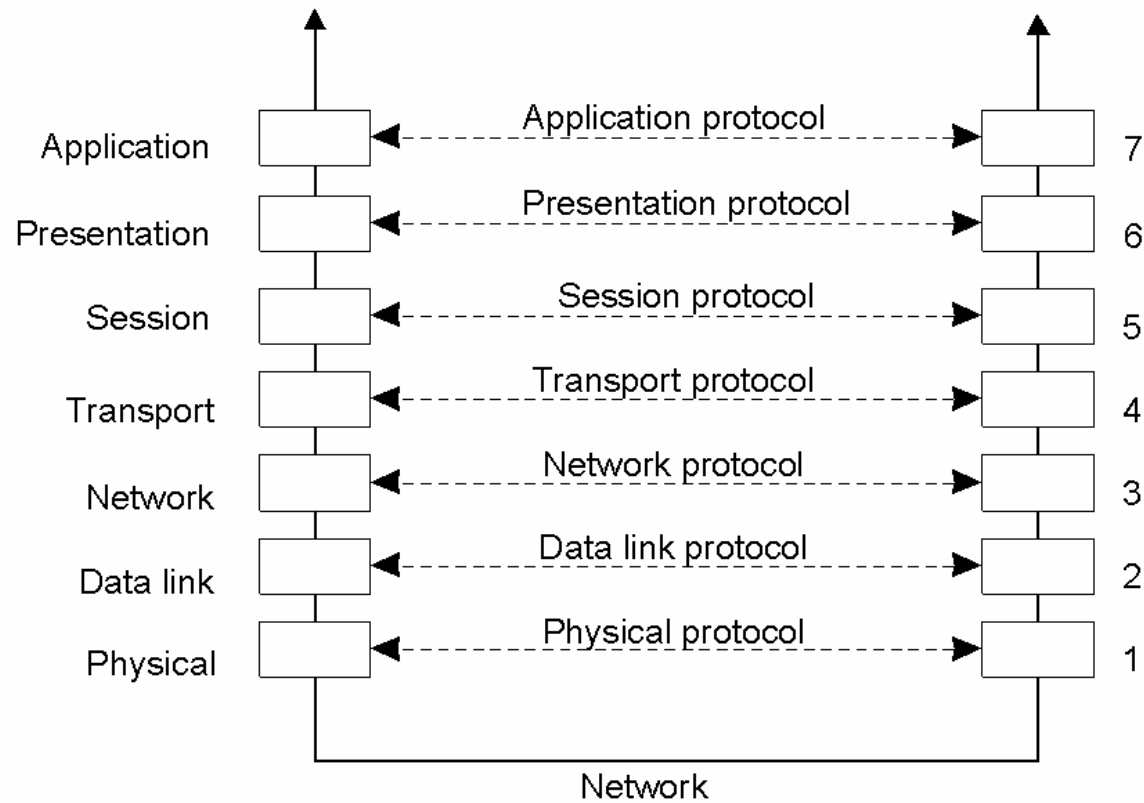 Application protocol
Application
7
Presentation protocol
Presentation
6
Session protocol
Session
5
Transport protocol
Transport
4
Network protocol
Network
3
Data link protocol
Data link
2
Physical protocol
Physical
1
Network